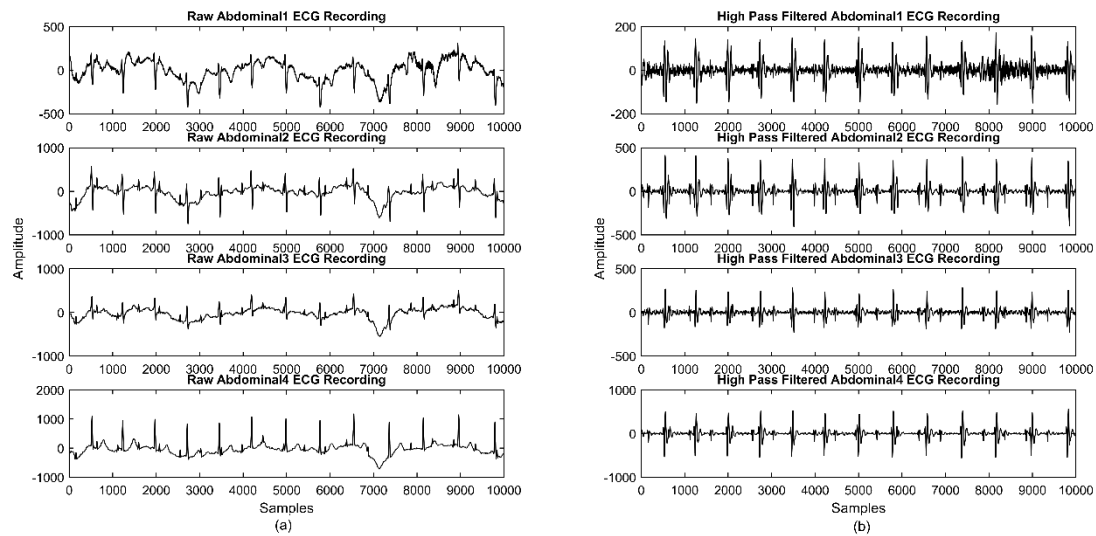 Raw Abdominal1 ECG Recording
500
0
-500
0 1000 2000 3000 4000 5000 6000 7000 8000 9000 10000
Raw Abdominal2 ECG Recording
1000
0
-1000
0 1000 2000 3000 4000 5000 6000 7000 8000 9000 10000
Raw Abdominal3 ECG Recording
1000
0
-1000
0 1000 2000 3000 4000 5000 6000 7000 8000 9000 10000
Raw Abdominal4 ECG Recording
2000
1000
0
-1000
0 1000 2000 3000 4000 5000 6000 7000 8000 9000 10000
Amplitude
Samples
(a)
High Pass Filtered Abdominal1 ECG Recording
200
0
-200
0 1000 2000 3000 4000 5000 6000 7000 8000 9000 10000
High Pass Filtered Abdominal2 ECG Recording
500
0
-500
0 1000 2000 3000 4000 5000 6000 7000 8000 9000 10000
High Pass Filtered Abdominal3 ECG Recording
500
0
-500
0 1000 2000 3000 4000 5000 6000 7000 8000 9000 10000
High Pass Filtered Abdominal4 ECG Recording
1000
0
-1000
0 1000 2000 3000 4000 5000 6000 7000 8000 9000 10000
Amplitude
Samples
(b)